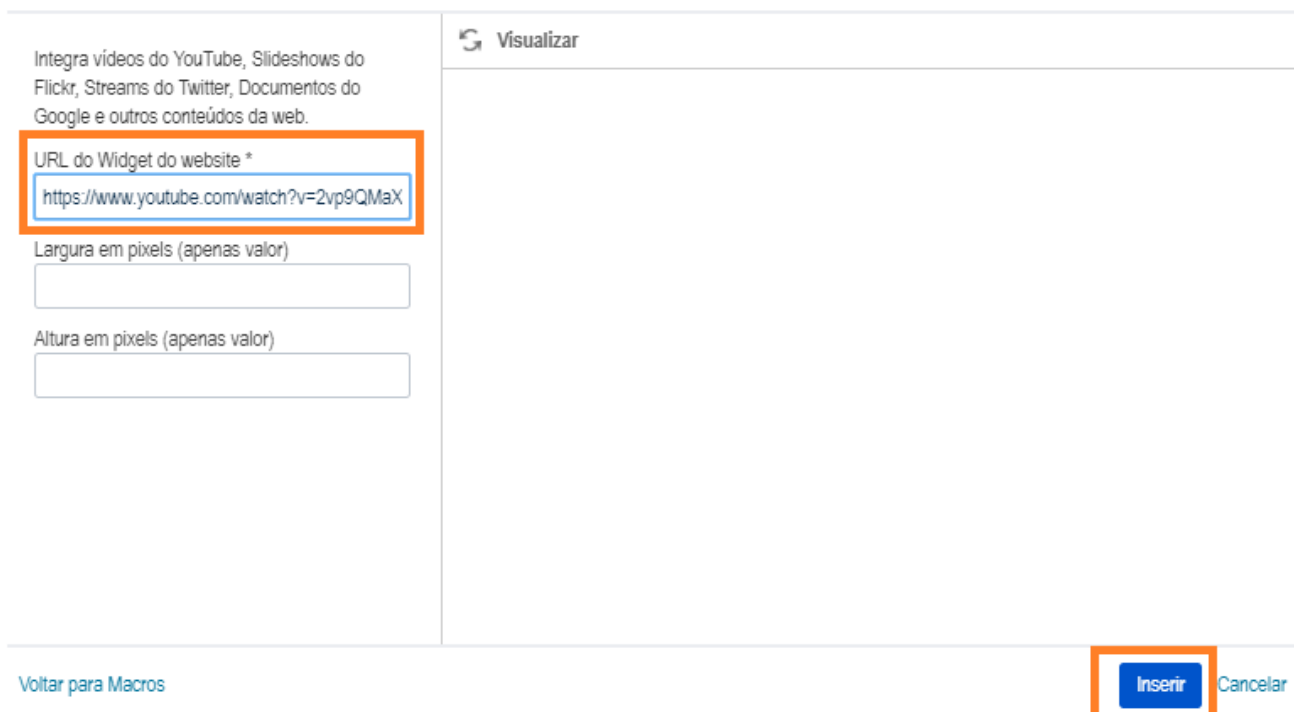 Integra vídeos do YouTube, Slideshows do
Flickr, Streams do Twitter, Documentos do
Google e outros conteúdos da web.
URL do Widget do website *
https://www.youtube.com/watch?v=2vp9QMaX
Largura em pixels (apenas valor)
Altura em pixels (apenas valor)
Visualizar
Voltar para Macros
Inserir
Cancelar